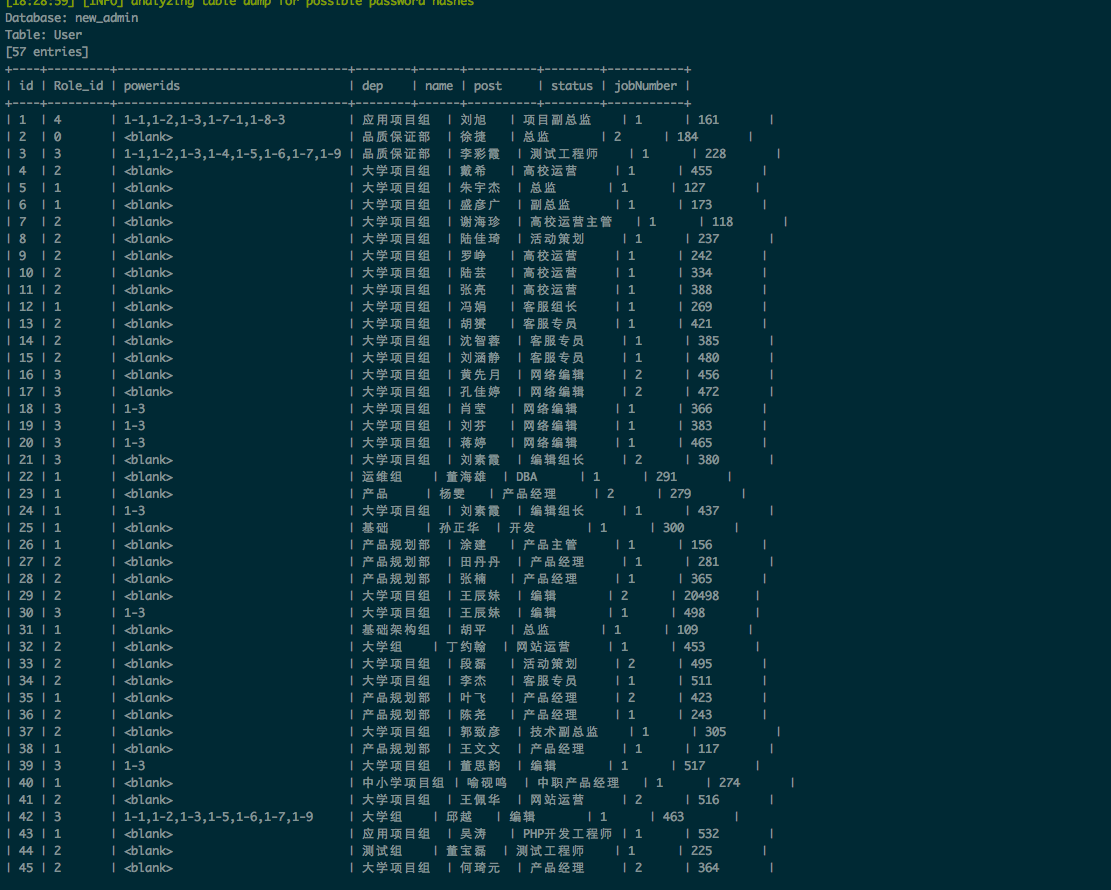 [18:28:59] [INFO] analyzing table dump for possible password hashes
Database: new_admin
Table: User
[57 entries]
+----+---------+---------------------------------+--------+------+----------+--------+-----------+
| id | Role_id | powerids | dep | name | post | status | jobNumber |
+----+---------+---------------------------------+--------+------+----------+--------+-----------+
| 1 | 4 | 1-1,1-2,1-3,1-7-1,1-8-3 | 应用项目组 | 刘旭 | 项目副总监 | 1 | 161 |
| 2 | 0 | <blank> | 品质保证部 | 徐捷 | 总监 | 2 | 184 |
| 3 | 3 | 1-1,1-2,1-3,1-4,1-5,1-6,1-7,1-9 | 品质保证部 | 李彩霞 | 测试工程师 | 1 | 228 |
| 4 | 2 | <blank> | 大学项目组 | 戴希 | 高校运营 | 1 | 455 |
| 5 | 1 | <blank> | 大学项目组 | 朱宇杰 | 总监 | 1 | 127 |
| 6 | 1 | <blank> | 大学项目组 | 盛彦广 | 副总监 | 1 | 173 |
| 7 | 2 | <blank> | 大学项目组 | 谢海珍 | 高校运营主管 | 1 | 118 |
| 8 | 2 | <blank> | 大学项目组 | 陆佳琦 | 活动策划 | 1 | 237 |
| 9 | 2 | <blank> | 大学项目组 | 罗峥 | 高校运营 | 1 | 242 |
| 10 | 2 | <blank> | 大学项目组 | 陆芸 | 高校运营 | 1 | 334 |
| 11 | 2 | <blank> | 大学项目组 | 张亮 | 高校运营 | 1 | 388 |
| 12 | 1 | <blank> | 大学项目组 | 冯娟 | 客服组长 | 1 | 269 |
| 13 | 2 | <blank> | 大学项目组 | 胡赟 | 客服专员 | 1 | 421 |
| 14 | 2 | <blank> | 大学项目组 | 沈智蓉 | 客服专员 | 1 | 385 |
| 15 | 2 | <blank> | 大学项目组 | 刘涵静 | 客服专员 | 1 | 480 |
| 16 | 3 | <blank> | 大学项目组 | 黄先月 | 网络编辑 | 2 | 456 |
| 17 | 3 | <blank> | 大学项目组 | 孔佳婷 | 网络编辑 | 2 | 472 |
| 18 | 3 | 1-3 | 大学项目组 | 肖莹 | 网络编辑 | 1 | 366 |
| 19 | 3 | 1-3 | 大学项目组 | 刘芬 | 网络编辑 | 1 | 383 |
| 20 | 3 | 1-3 | 大学项目组 | 蒋婷 | 网络编辑 | 1 | 465 |
| 21 | 3 | <blank> | 大学项目组 | 刘素霞 | 编辑组长 | 2 | 380 |
| 22 | 1 | <blank> | 运维组 | 董海雄 | DBA | 1 | 291 |
| 23 | 1 | <blank> | 产品 | 杨雯 | 产品经理 | 2 | 279 |
| 24 | 1 | 1-3 | 大学项目组 | 刘素霞 | 编辑组长 | 1 | 437 |
| 25 | 1 | <blank> | 基础 | 孙正华 | 开发 | 1 | 300 |
| 26 | 1 | <blank> | 产品规划部 | 涂建 | 产品主管 | 1 | 156 |
| 27 | 2 | <blank> | 产品规划部 | 田丹丹 | 产品经理 | 1 | 281 |
| 28 | 2 | <blank> | 产品规划部 | 张楠 | 产品经理 | 1 | 365 |
| 29 | 2 | <blank> | 大学项目组 | 王辰妹 | 编辑 | 2 | 20498 |
| 30 | 3 | 1-3 | 大学项目组 | 王辰妹 | 编辑 | 1 | 498 |
| 31 | 1 | <blank> | 基础架构组 | 胡平 | 总监 | 1 | 109 |
| 32 | 2 | <blank> | 大学组 | 丁约翰 | 网站运营 | 1 | 453 |
| 33 | 2 | <blank> | 大学项目组 | 段磊 | 活动策划 | 2 | 495 |
| 34 | 2 | <blank> | 大学项目组 | 李杰 | 客服专员 | 1 | 511 |
| 35 | 1 | <blank> | 产品规划部 | 叶飞 | 产品经理 | 2 | 423 |
| 36 | 2 | <blank> | 产品规划部 | 陈尧 | 产品经理 | 1 | 243 |
| 37 | 2 | <blank> | 大学项目组 | 郭致彦 | 技术副总监 | 1 | 305 |
| 38 | 1 | <blank> | 产品规划部 | 王文文 | 产品经理 | 1 | 117 |
| 39 | 3 | 1-3 | 大学项目组 | 董思韵 | 编辑 | 1 | 517 |
| 40 | 1 | <blank> | 中小学项目组 | 喻砚鸣 | 中职产品经理 | 1 | 274 |
| 41 | 2 | <blank> | 大学项目组 | 王佩华 | 网站运营 | 2 | 516 |
| 42 | 3 | 1-1,1-2,1-3,1-5,1-6,1-7,1-9 | 大学组 | 邱越 | 编辑 | 1 | 463 |
| 43 | 1 | <blank> | 应用项目组 | 吴涛 | PHP开发工程师 | 1 | 532 |
| 44 | 2 | <blank> | 测试组 | 董宝磊 | 测试工程师 | 1 | 225 |
| 45 | 2 | <blank> | 大学项目组 | 何琦元 | 产品经理 | 2 | 364 |